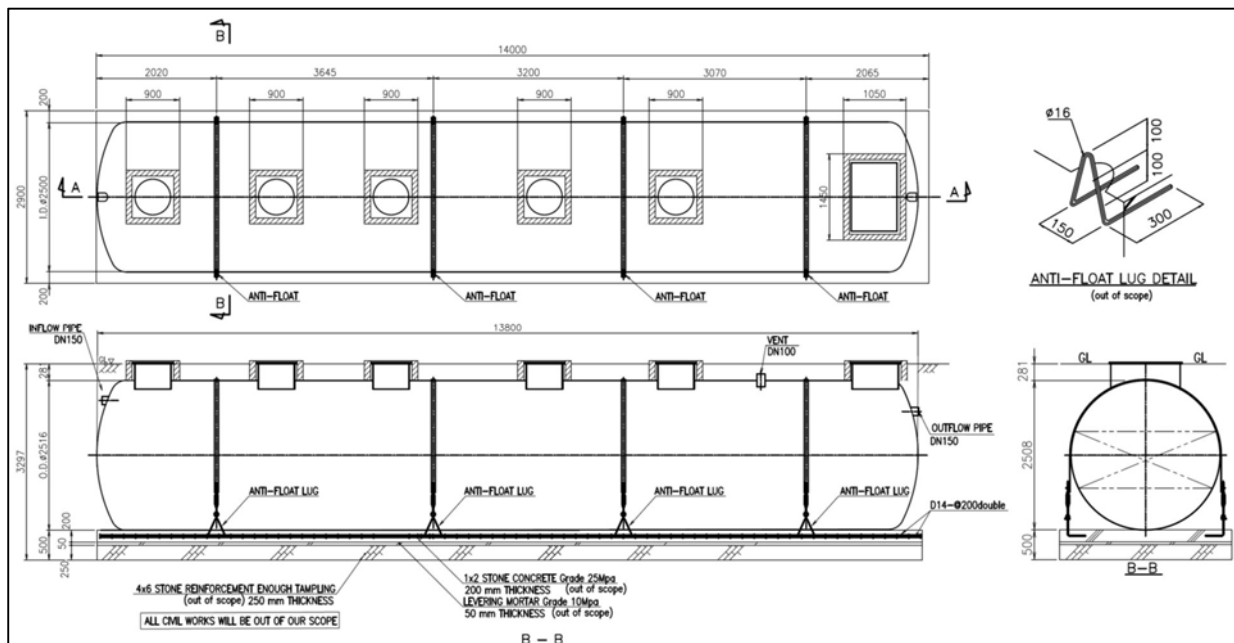 B
14000
2020
3645
3200
3070
2065
200
900
900
900
900
900
1050
2900
I.D.ø2500
A
1450
A
200
B
ANTI-FLOAT
ANTI-FLOAT
ANTI-FLOAT
ANTI-FLOAT
ø16
100
100
150
300
ANTI-FLOAT LUG DETAIL
(out of scope)
INFLOW PIPE
DN150
13800
VENT
DN100
GL
281
3297
O.D.ø2516
OUTFLOW PIPE
DN150
ANTI-FLOAT LUG
ANTI-FLOAT LUG
ANTI-FLOAT LUG
ANTI-FLOAT LUG
D14-@200double
200
500
50
250
4x6 STONE REINFORCEMENT ENOUGH TAMPLING
(out of scope) 250 mm THICKNESS
1x2 STONE CONCRETE Grade 25Mpa
200 mm THICKNESS (out of scope)
LEVERING MORTAR Grade 10Mpa
50 mm THICKNESS (out of scope)
ALL CIVIL WORKS WILL BE OUT OF OUR SCOPE
B - B
GL
GL
281
2508
500
B-B